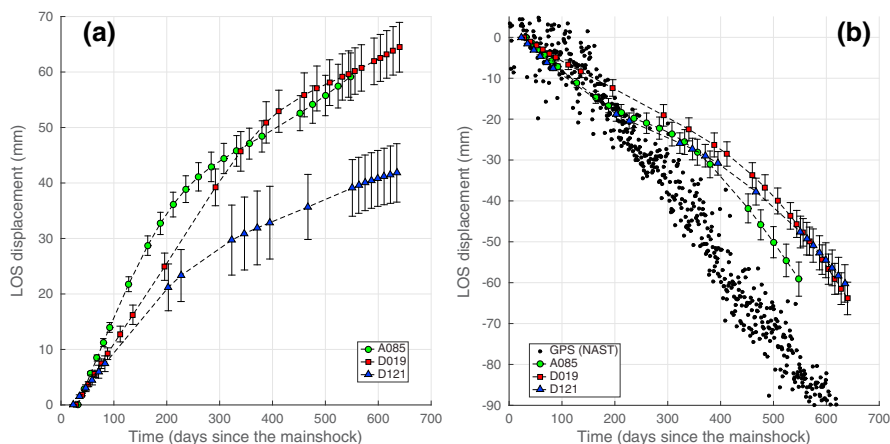 (a)
LOS displacement (mm)
70
60
50
40
30
20
10
0
0 100 200 300 400 500 600 700
Time (days since the mainshock)
A085
D019
D121
(b)
LOS displacement (mm)
0
-10
-20
-30
-40
-50
-60
-70
-80
-90
0 100 200 300 400 500 600 700
Time (days since the mainshock)
GPS (NAST)
A085
D019
D121